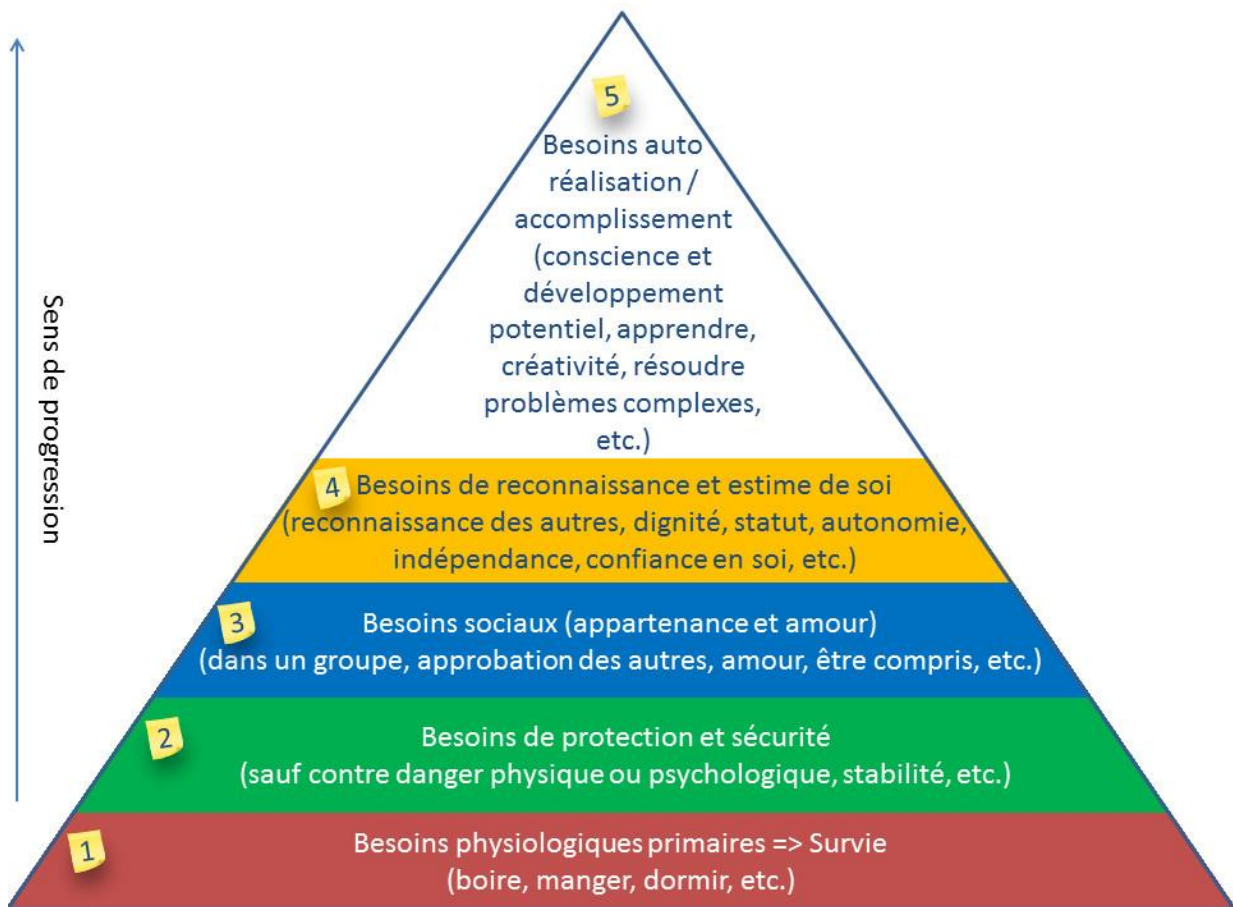 5
Besoins auto
réalisation /
accomplissement
(conscience et
développement
potentiel, apprendre,
créativité, résoudre
problèmes complexes,
etc.)
Sens de progression
4
Besoins de reconnaissance et estime de soi
(reconnaissance des autres, dignité, statut, autonomie,
indépendance, confiance en soi, etc.)
3
Besoins sociaux (appartenance et amour)
(dans un groupe, approbation des autres, amour, être compris, etc.)
2
Besoins de protection et sécurité
(sauf contre danger physique ou psychologique, stabilité, etc.)
1
Besoins physiologiques primaires => Survie
(boire, manger, dormir, etc.)